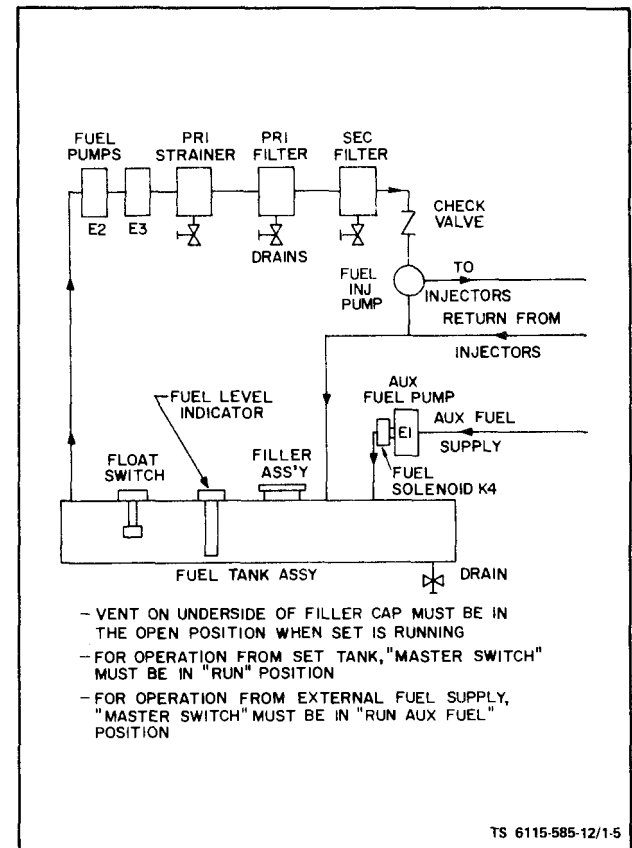 FUEL PUMPS
PRI STRAINER
PRI FILTER
SEC FILTER
E2
E3
DRAINS
CHECK VALVE
FUEL INJ PUMP
TO INJECTORS
RETURN FROM INJECTORS
AUX FUEL PUMP
E1
AUX FUEL SUPPLY
FUEL SOLENOID K4
FUEL LEVEL INDICATOR
FLOAT SWITCH
FILLER ASS'Y
FUEL TANK ASSY
DRAIN
- VENT ON UNDERSIDE OF FILLER CAP MUST BE IN
THE OPEN POSITION WHEN SET IS RUNNING
- FOR OPERATION FROM SET TANK, "MASTER SWITCH"
MUST BE IN "RUN" POSITION
- FOR OPERATION FROM EXTERNAL FUEL SUPPLY,
"MASTER SWITCH" MUST BE IN "RUN AUX FUEL"
POSITION
TS 6115-585-12/1-5